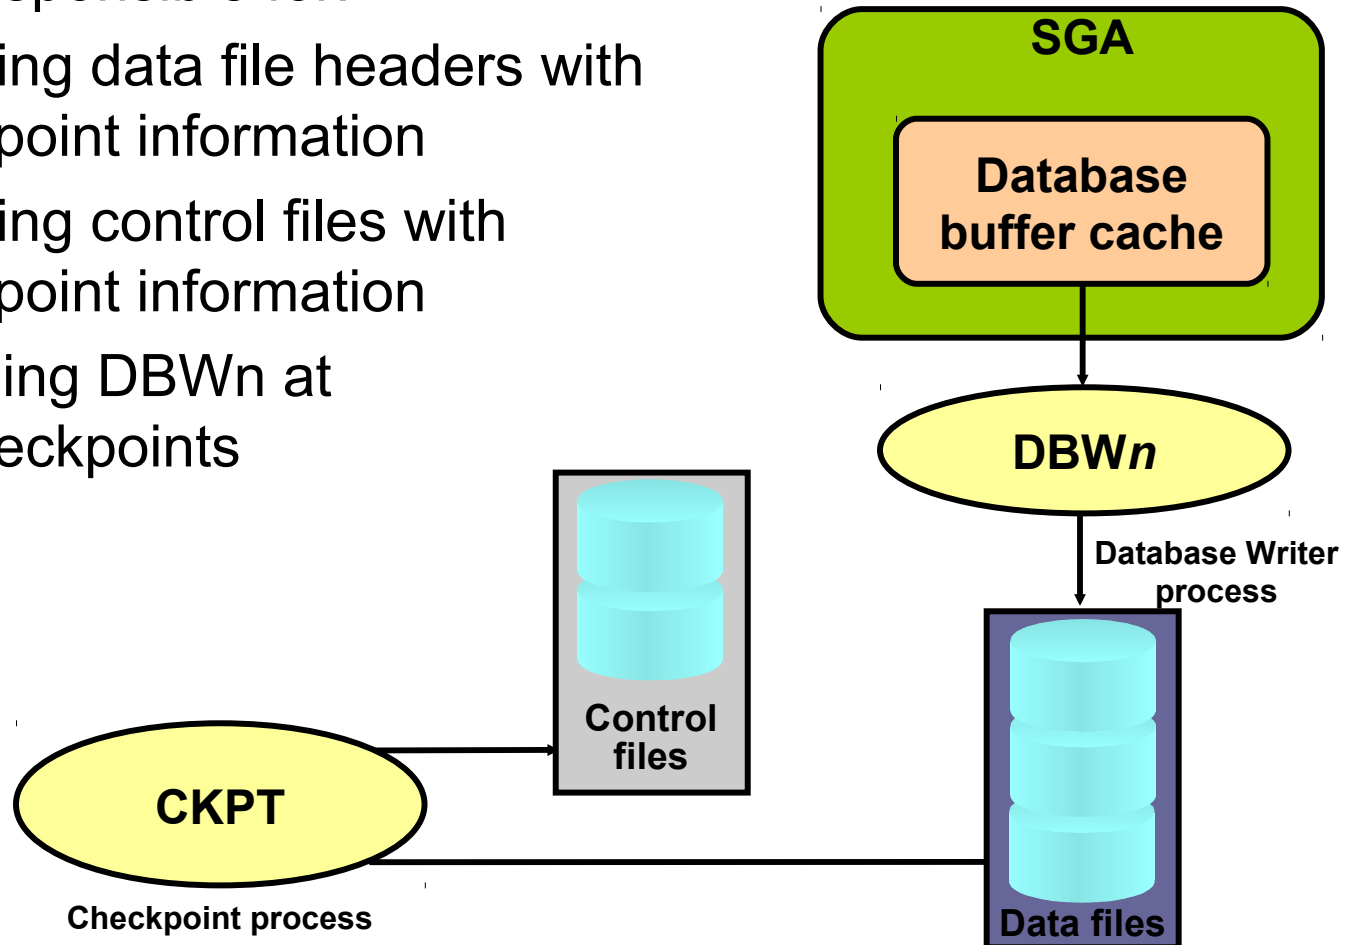 ing data file headers with
point information
ing control files with
point information
ing DBWn at
eckpoints
SGA
Database
buffer cache
DBWn
Database Writer
process
Control
files
CKPT
Checkpoint process
Data files